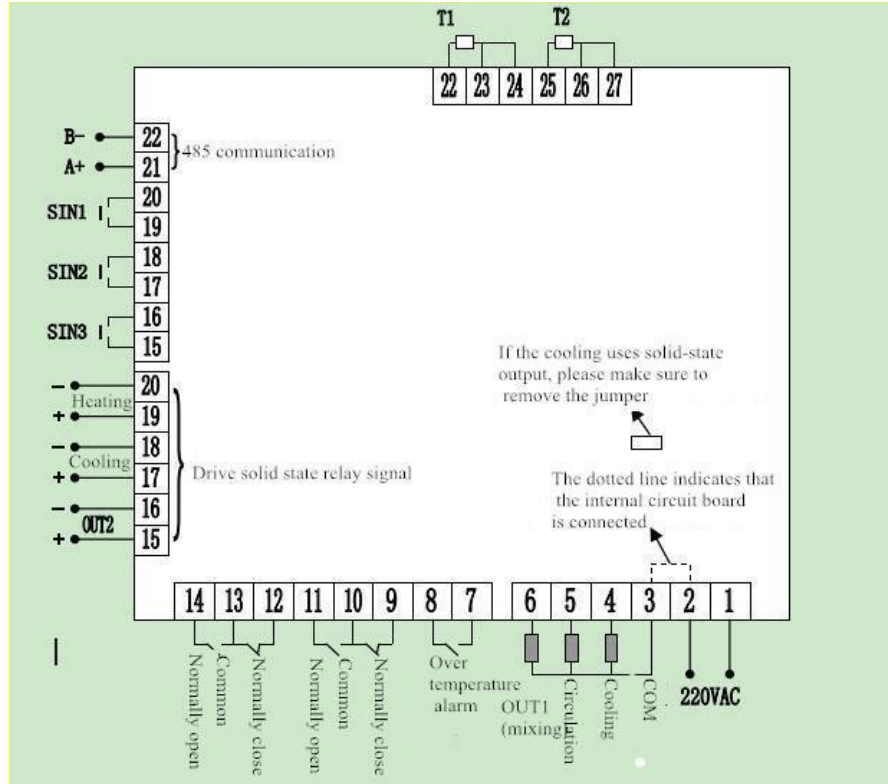 T1 T2
22 23 24 25 26 27
B- 22
485 communication
A+ 21
20
SIN1
19
18
SIN2
17
16
SIN3
15
If the cooling uses solid-state
output, please make sure to
remove the jumper
- 20
Heating
+ 19
- 18
Cooling
+ 17
Drive solid state relay signal
- 16
OUT2
+ 15
The dotted line indicates that
the internal circuit board
is connected
14 13 12 11 10 9 8 7 6 5 4 3 2 1
Normally open
Common
Normally close
Normally open
Common
Normally close
Over
temperature
alarm
OUT1
(mixing)
Circulation
Cooling
COM
220VAC